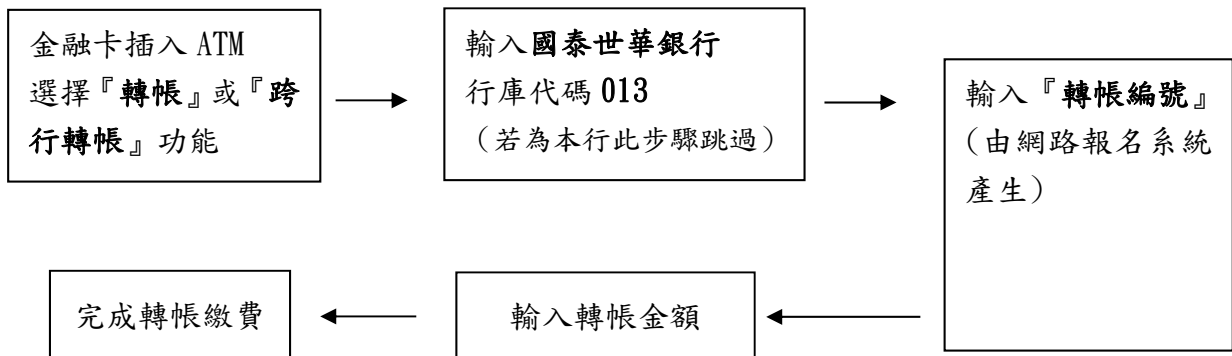 金融卡插入 ATM
選擇『轉帳』或『跨
行轉帳』功能
輸入國泰世華銀行
行庫代碼 013
（若為本行此步驟跳過）
輸入『轉帳編號』
（由網路報名系統
產生）
輸入轉帳金額
完成轉帳繳費